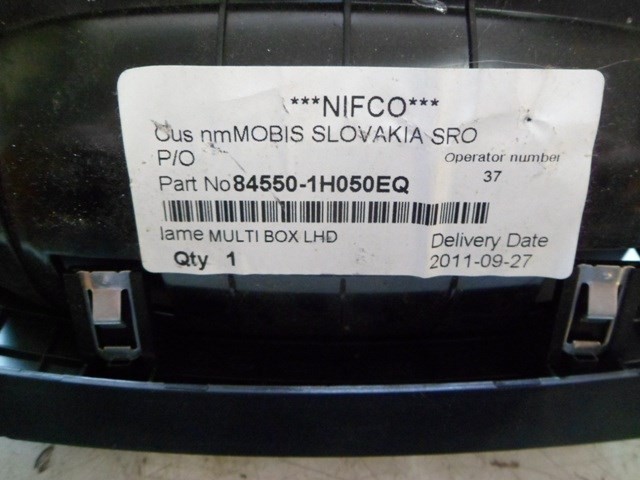 ***NIFCO***
Cus nmMOBIS SLOVAKIA SRO
P/O
Operator number
37
Part No84550-1H050EQ
lame MULTI BOX LHD
Delivery Date
Qty 1
2011-09-27